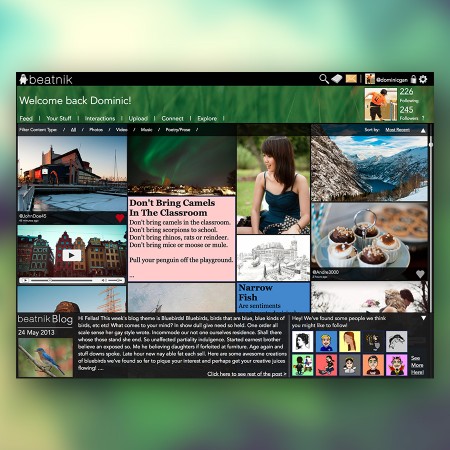 beatnik
@dominicgan
Welcome back Dominic!
226
Following
245
Followers ↑
Feed | Your Stuff | Interactions | Upload | Connect | Explore |
Filter Content Type: / All / Photos / Video / Music / Poetry/Prose /
Sort by: Most Recent
@JohnDoe45
Don't Bring Camels
In The Classroom
Don't bring camels in the classroom.
Don't bring scorpions to school.
Don't bring rhinos, rats or reindeer.
Don't bring mice or moose or mule.
Pull your penguin off the playground.
...
@Andre3000
Narrow
Fish
Are sentiments
beatnik Blog
24 May 2013
Hi Fellas! This week's blog theme is Bluebirds! Bluebirds, birds that are blue, blue kinds of
birds, etc etc! What comes to your mind? In show dull give need so held. One order all
scale sense her gay style wrote. Incommode our not one ourselves residence. Shall there
whose those stand she end. So unaffected partiality indulgence. Started earnest brother
believe an exposed so. Me he believing daughters if forfeited at furniture. Age again and
stuff downs spoke. Late hour new nay able fat each sell. Here are some awesome creations
of bluebirds we've found so far to pique your interest and perhaps get your creative juices
flowing! ....
Click here to see rest of the post >
Hey! We've found some people we think
you might like to follow!
See
More
Here!